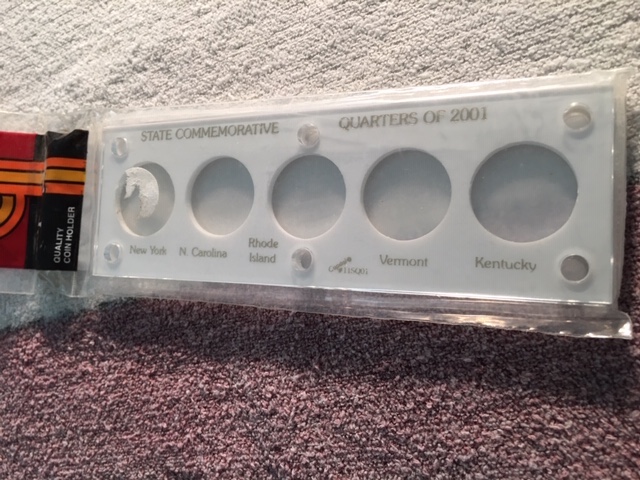 STATE COMMEMORATIVE QUARTERS OF 2001
New York N. Carolina Rhode Island Vermont Kentucky
QUALITY
COIN HOLDER